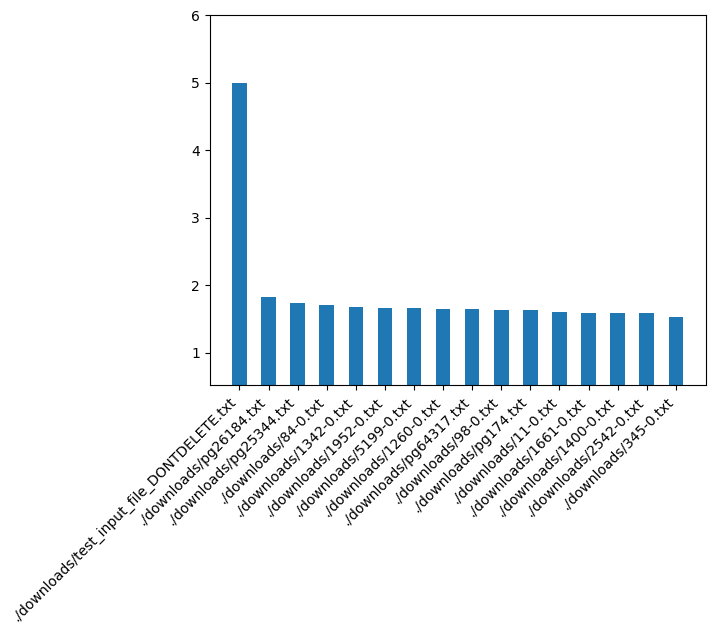 6
5
4
3
2
1
./downloads/test_input_file_DONTDELETE.txt
./downloads/pg26184.txt
./downloads/pg25344.txt
./downloads/84-0.txt
./downloads/1342-0.txt
./downloads/1952-0.txt
./downloads/5199-0.txt
./downloads/1260-0.txt
./downloads/pg64317.txt
./downloads/98-0.txt
./downloads/pg174.txt
./downloads/11-0.txt
./downloads/1661-0.txt
./downloads/1400-0.txt
./downloads/2542-0.txt
./downloads/345-0.txt